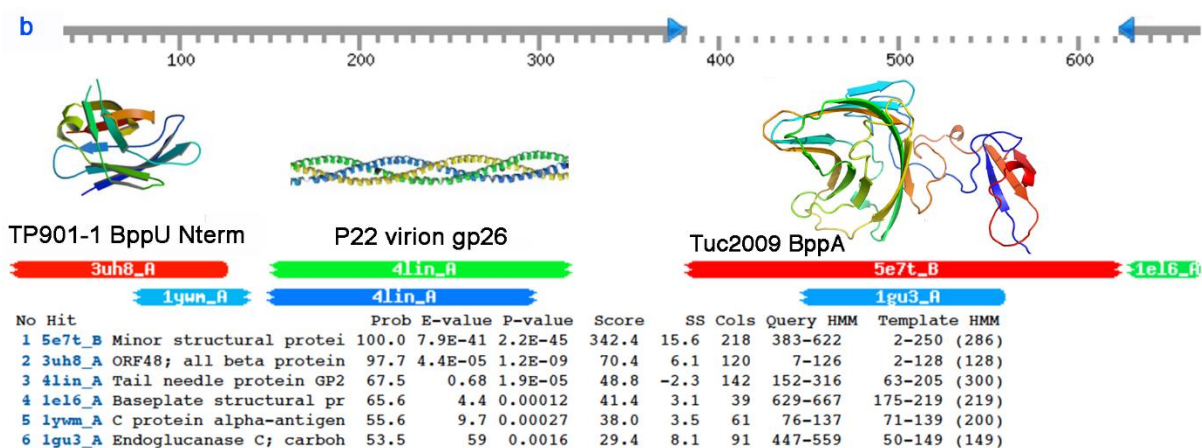 b
100 200 300 400 500 600
TP901-1 BppU Nterm P22 virion gp26 Tuc2009 BppA
3uh8_A 4lin_A 5e7t_B 1el6_A
1ywm_A 4lin_A 1gu3_A
No Hit Prob E-value P-value Score SS Cols Query HMM Template HMM
1 5e7t_B Minor structural protei 100.0 7.9E-41 2.2E-45 342.4 15.6 218 383-622 2-250 (286)
2 3uh8_A ORF48; all beta protein 97.7 4.4E-05 1.2E-09 70.4 6.1 120 7-126 2-128 (128)
3 4lin_A Tail needle protein GP2 67.5 0.68 1.9E-05 48.8 -2.3 142 152-316 63-205 (300)
4 1el6_A Baseplate structural pr 65.6 4.4 0.00012 41.4 3.1 39 629-667 175-219 (219)
5 1ywm_A C protein alpha-antigen 55.6 9.7 0.00027 38.0 3.5 61 76-137 71-139 (200)
6 1gu3_A Endoglucanase C; carboh 53.5 59 0.0016 29.4 8.1 91 447-559 50-149 (149)